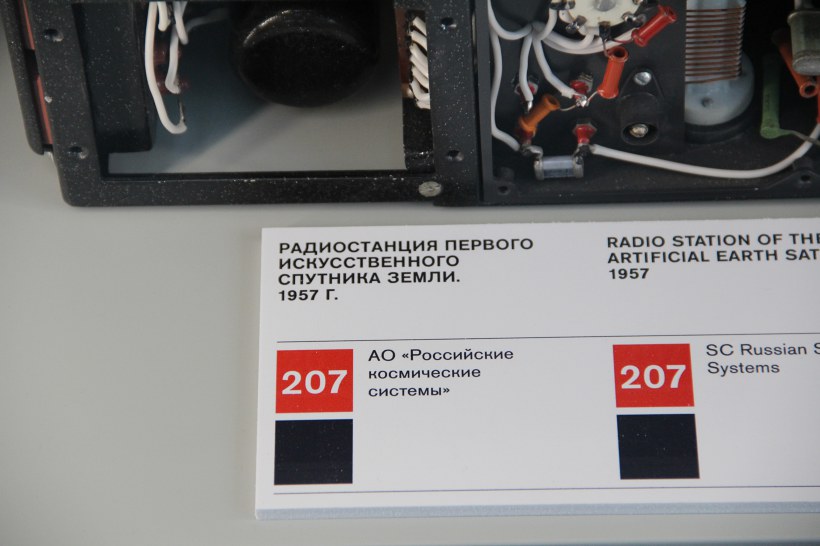 РАДИОСТАНЦИЯ ПЕРВОГО
ИСКУССТВЕННОГО
СПУТНИКА ЗЕМЛИ.
1957 Г.
207
АО «Российские
космические
системы»
RADIO STATION OF THE
ARTIFICIAL EARTH SAT
1957
207
SC Russian S
Systems